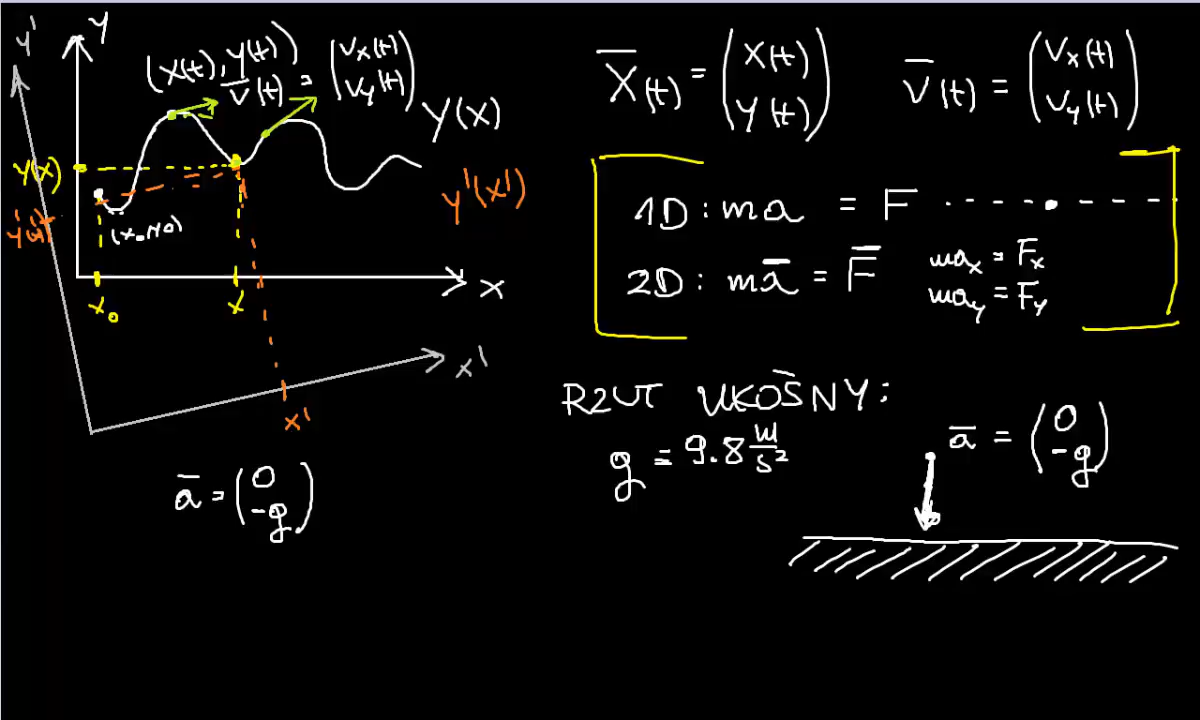 y'
y
(x(t), y(t))
v̄(t) = (vx(t)
vy(t))
y(x)
y'(x')
y(x)
(x0, y0)
x0
x
x
x'
x'
ā = (0
-g)
X̄(t) = (x(t)
y(t))
v̄(t) = (vx(t)
vy(t))
1D : ma = F
2D : mā = F̄
max = Fx
may = Fy
RZUT UKOŚNY :
g = 9.8 m/s²
ā = (0
-g)